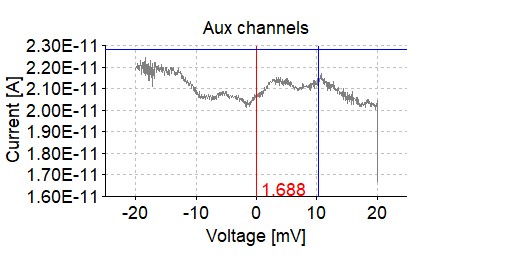 Aux channels
Current [A]
2.30E-11
2.20E-11
2.10E-11
2.00E-11
1.90E-11
1.80E-11
1.70E-11
1.60E-11
1.688
-20 -10 0 10 20
Voltage [mV]